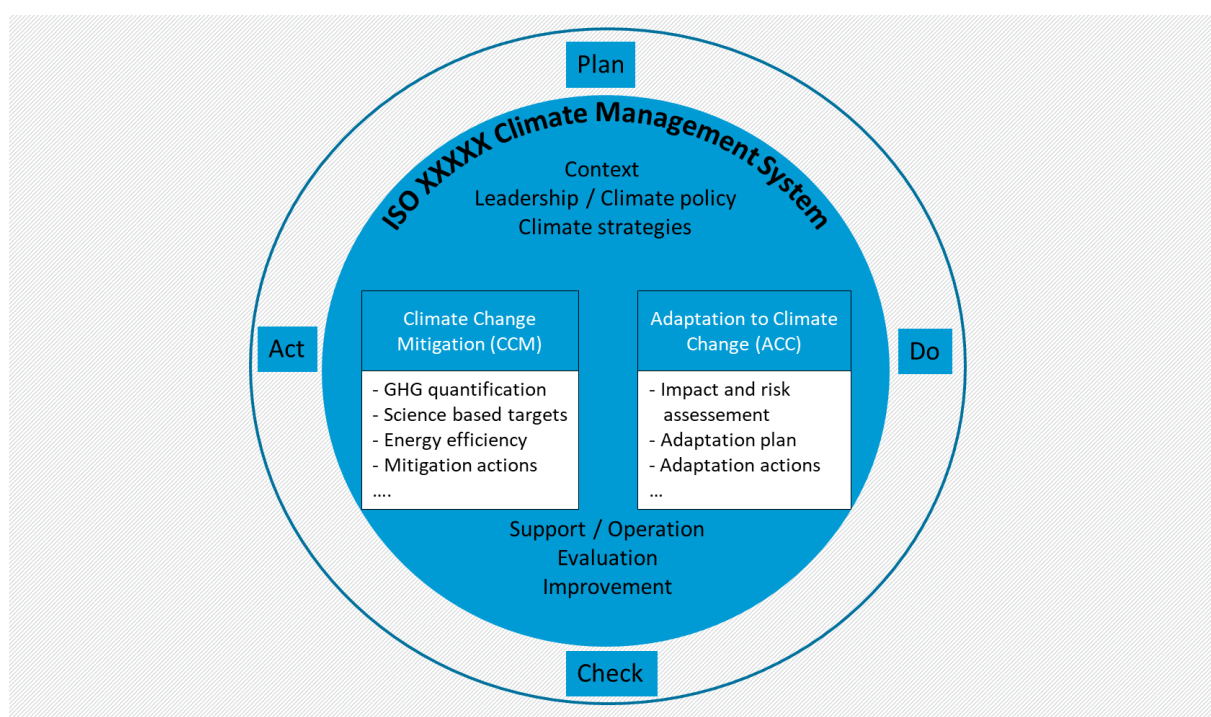 Plan
ISO XXXXX Climate Management System
Context
Leadership / Climate policy
Climate strategies
Act
Climate Change
Mitigation (CCM)
- GHG quantification
- Science based targets
- Energy efficiency
- Mitigation actions
....
Adaptation to Climate
Change (ACC)
- Impact and risk
assessement
- Adaptation plan
- Adaptation actions
...
Do
Support / Operation
Evaluation
Improvement
Check